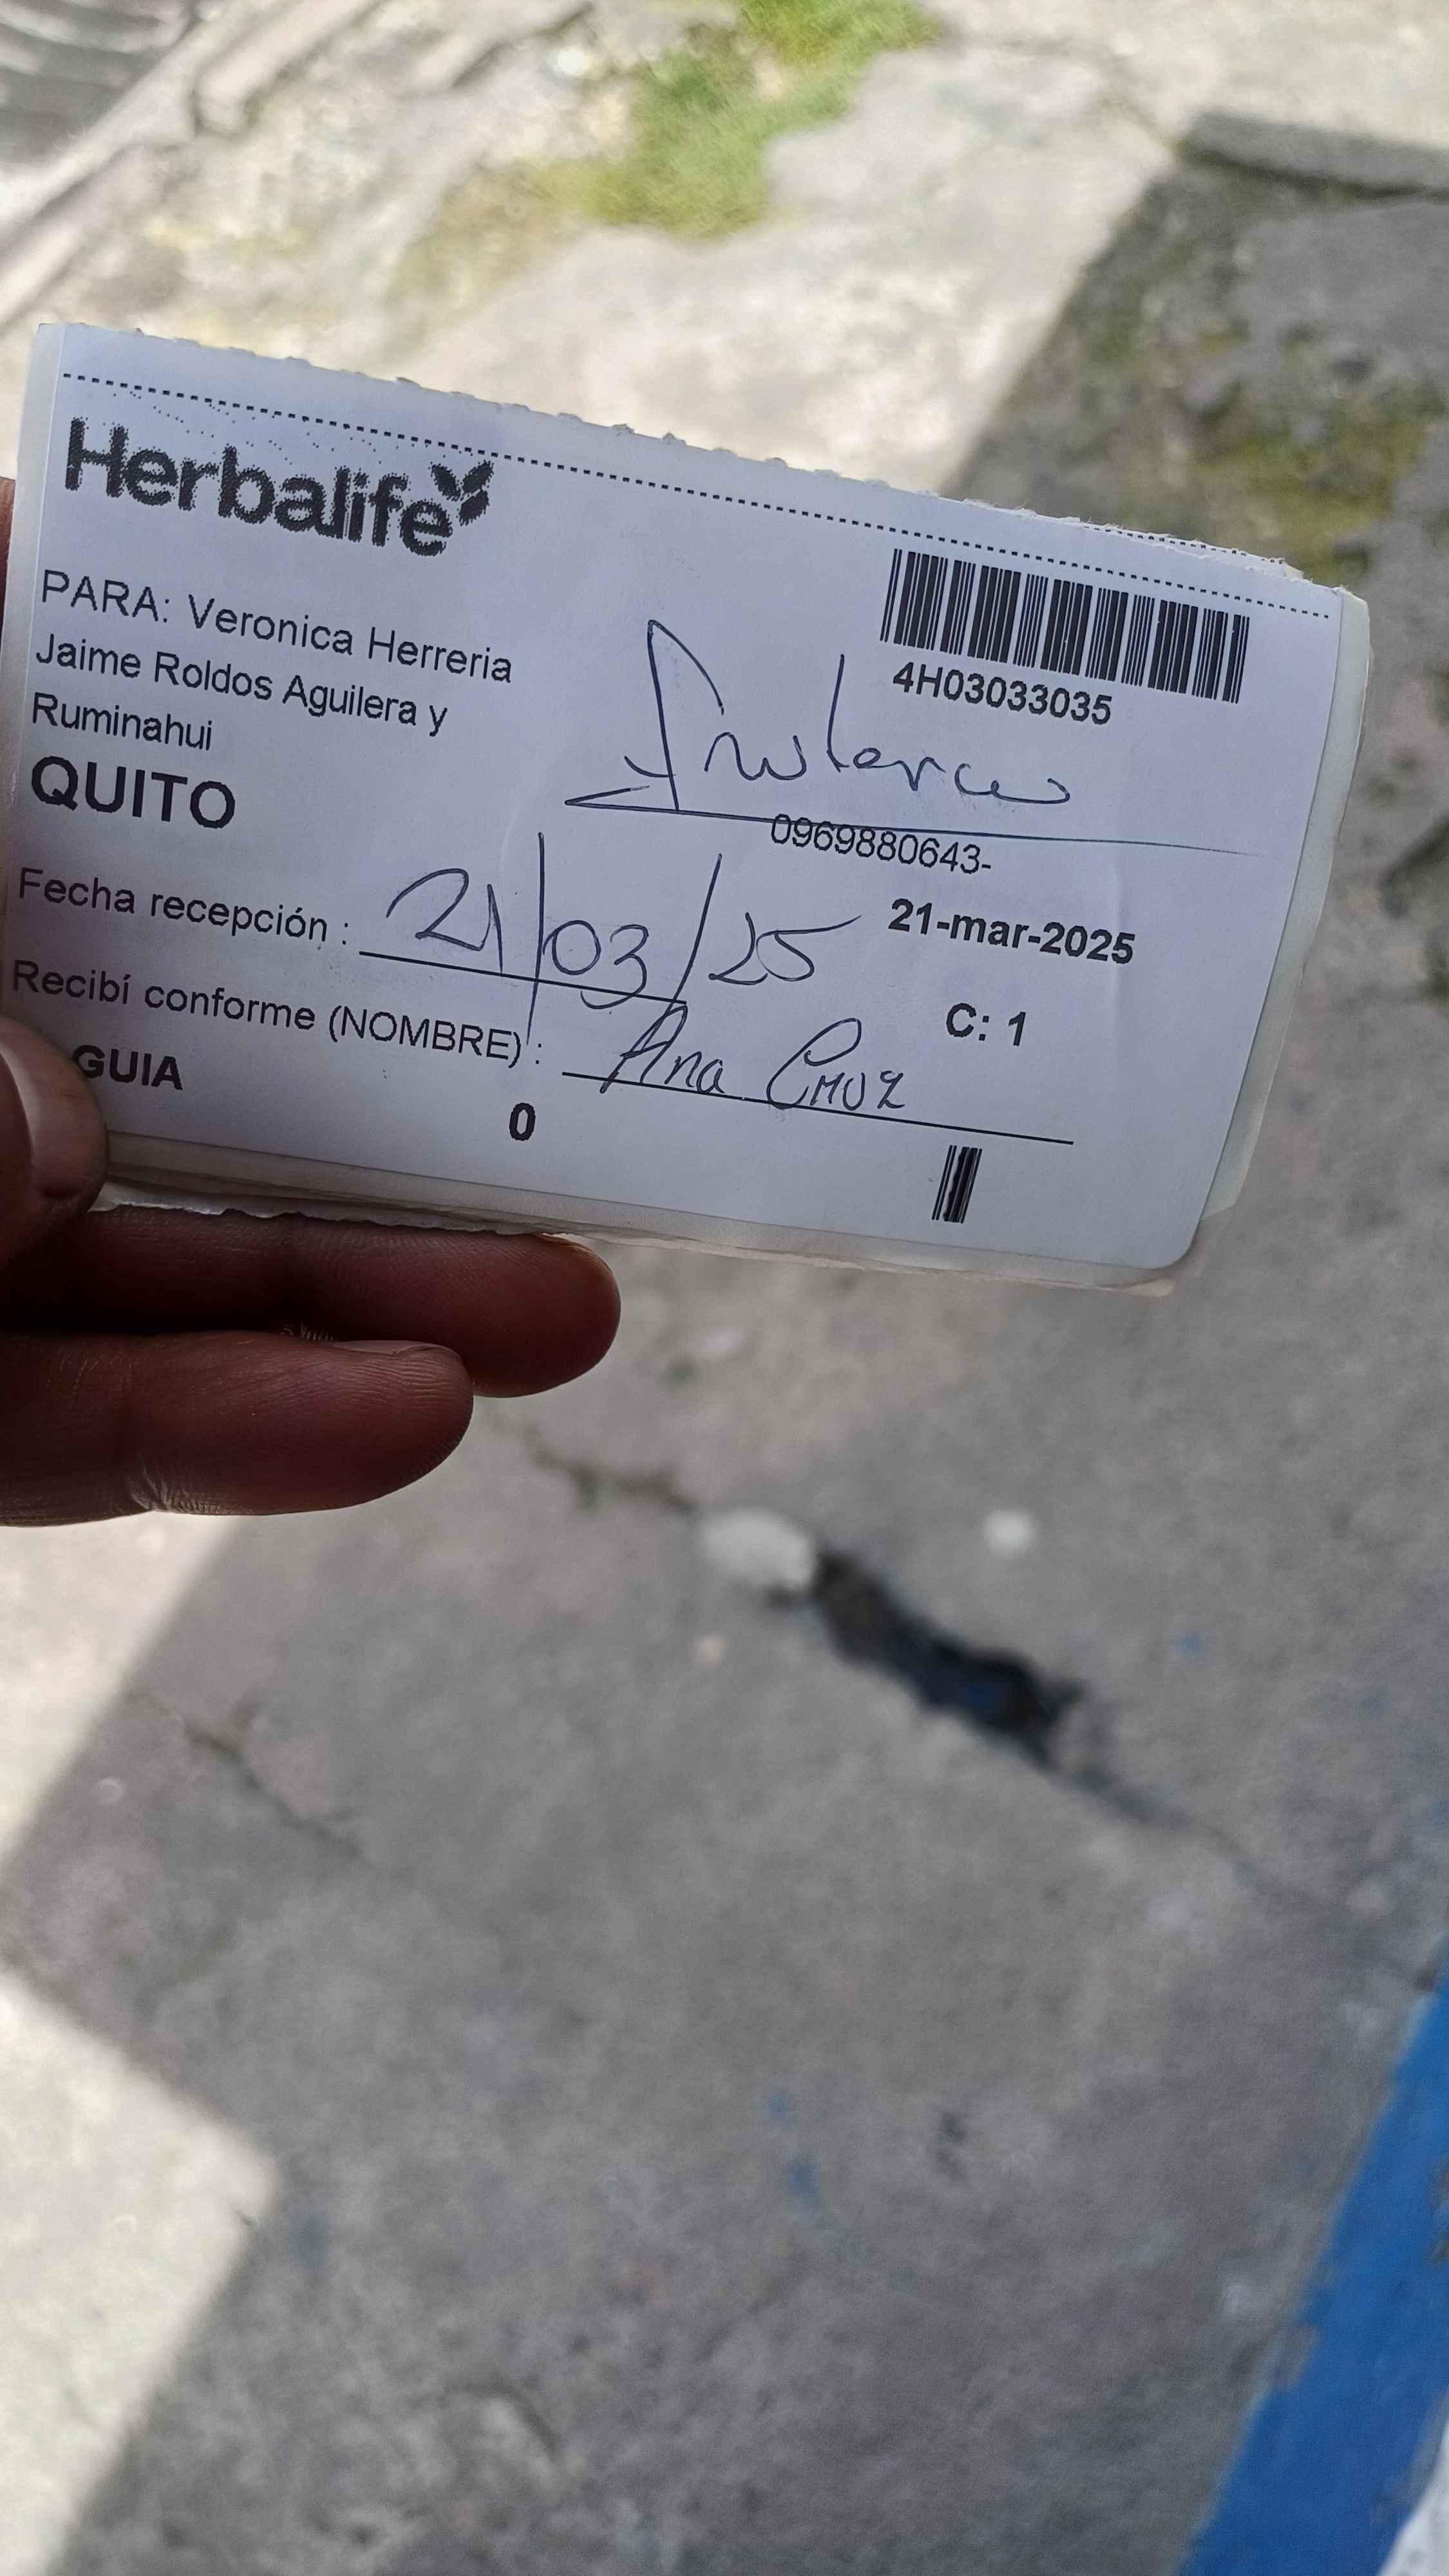 Herbalife
4H03033035
PARA: Veronica Herreria
Jaime Roldos Aguilera y
Ruminahui
QUITO
0969880643-
Fecha recepción : 21/03/25
21-mar-2025
Recibí conforme (NOMBRE) : Ana Cruz
C: 1
GUIA
0